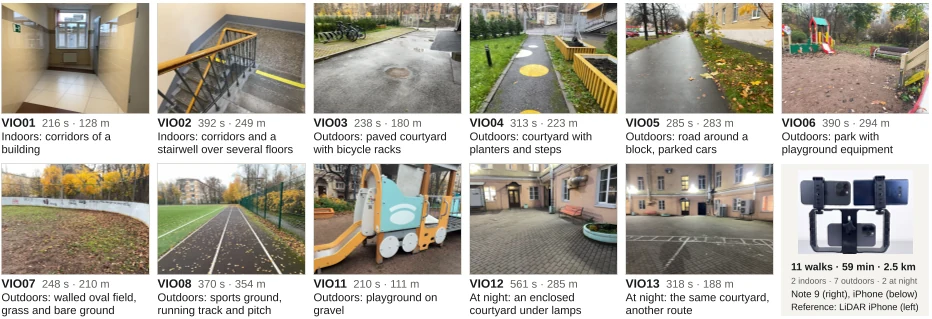 VIO01 216 s · 128 m
Indoors: corridors of a
building
VIO02 392 s · 249 m
Indoors: corridors and a
stairwell over several floors
VIO03 238 s · 180 m
Outdoors: paved courtyard
with bicycle racks
VIO04 313 s · 223 m
Outdoors: courtyard with
planters and steps
VIO05 285 s · 283 m
Outdoors: road around a
block, parked cars
VIO06 390 s · 294 m
Outdoors: park with
playground equipment
VIO07 248 s · 210 m
Outdoors: walled oval field,
grass and bare ground
VIO08 370 s · 354 m
Outdoors: sports ground,
running track and pitch
VIO11 210 s · 111 m
Outdoors: playground on
gravel
VIO12 561 s · 285 m
At night: an enclosed
courtyard under lamps
VIO13 318 s · 188 m
At night: the same courtyard,
another route
11 walks · 59 min · 2.5 km
2 indoors · 7 outdoors · 2 at night
Note 9 (right), iPhone (below)
Reference: LiDAR iPhone (left)